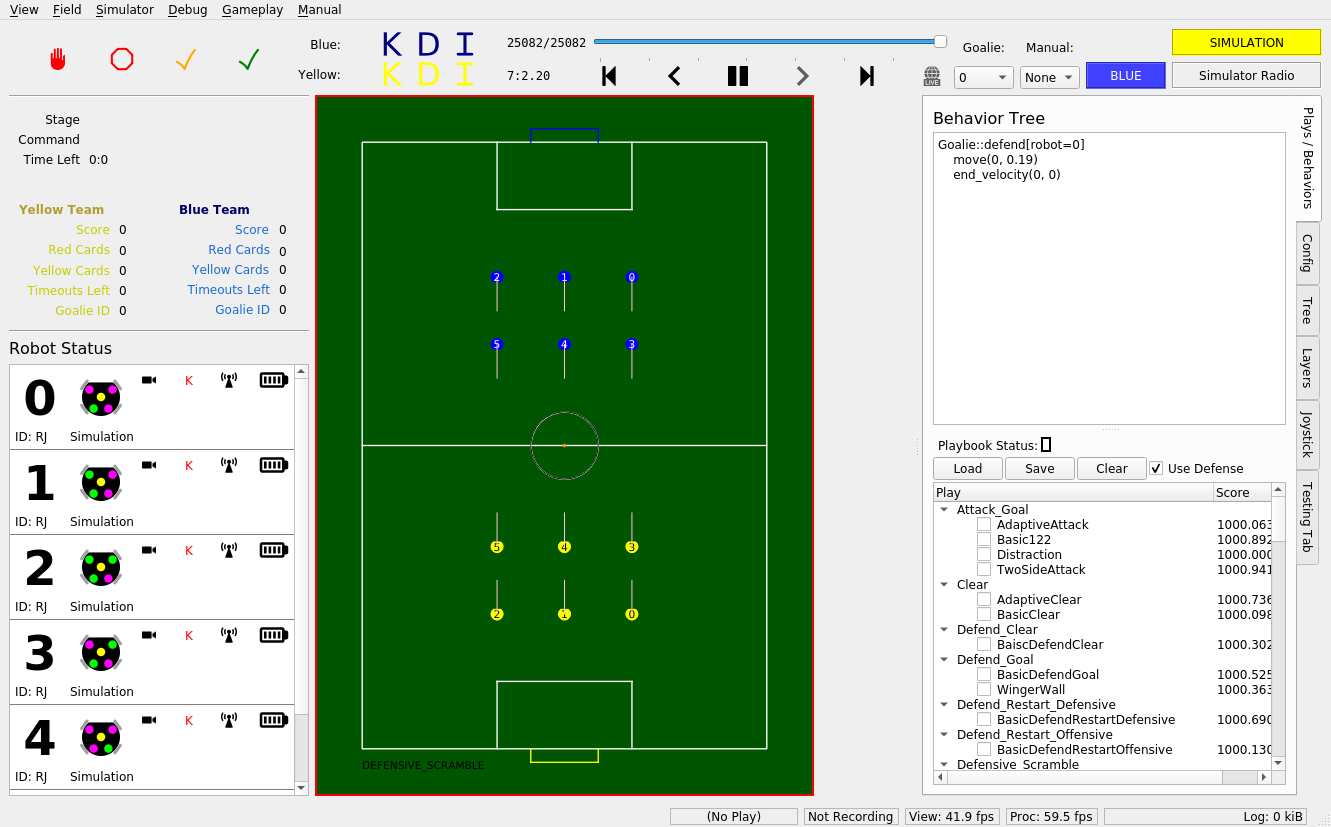 View Field Simulator Debug Gameplay Manual
Blue: K D I 25082/25082
Yellow: K D I 7:2.20
Goalie: Manual: SIMULATION
LIVE 0 None BLUE Simulator Radio
Stage
Command
Time Left 0:0
Yellow Team Blue Team
Score 0 Score 0
Red Cards 0 Red Cards 0
Yellow Cards 0 Yellow Cards 0
Timeouts Left 0 Timeouts Left 0
Goalie ID 0 Goalie ID 0
Robot Status
0 K
ID: RJ Simulation
1 K
ID: RJ Simulation
2 K
ID: RJ Simulation
3 K
ID: RJ Simulation
4 K
ID: RJ Simulation
2 1 0
5 4 3
5 4 3
2 1 0
DEFENSIVE_SCRAMBLE
Behavior Tree
Goalie::defend[robot=0]
move(0, 0.19)
end_velocity(0, 0)
Playbook Status:
Load Save Clear Use Defense
Play Score
Attack_Goal
AdaptiveAttack 1000.063
Basic122 1000.892
Distraction 1000.000
TwoSideAttack 1000.941
Clear
AdaptiveClear 1000.736
BasicClear 1000.098
Defend_Clear
BaiscDefendClear 1000.302
Defend_Goal
BasicDefendGoal 1000.525
WingerWall 1000.363
Defend_Restart_Defensive
BasicDefendRestartDefensive 1000.690
Defend_Restart_Offensive
BasicDefendRestartOffensive 1000.130
Defensive_Scramble
Plays / Behaviors
Config
Tree
Layers
Joystick
Testing Tab
(No Play) Not Recording View: 41.9 fps Proc: 59.5 fps Log: 0 kiB